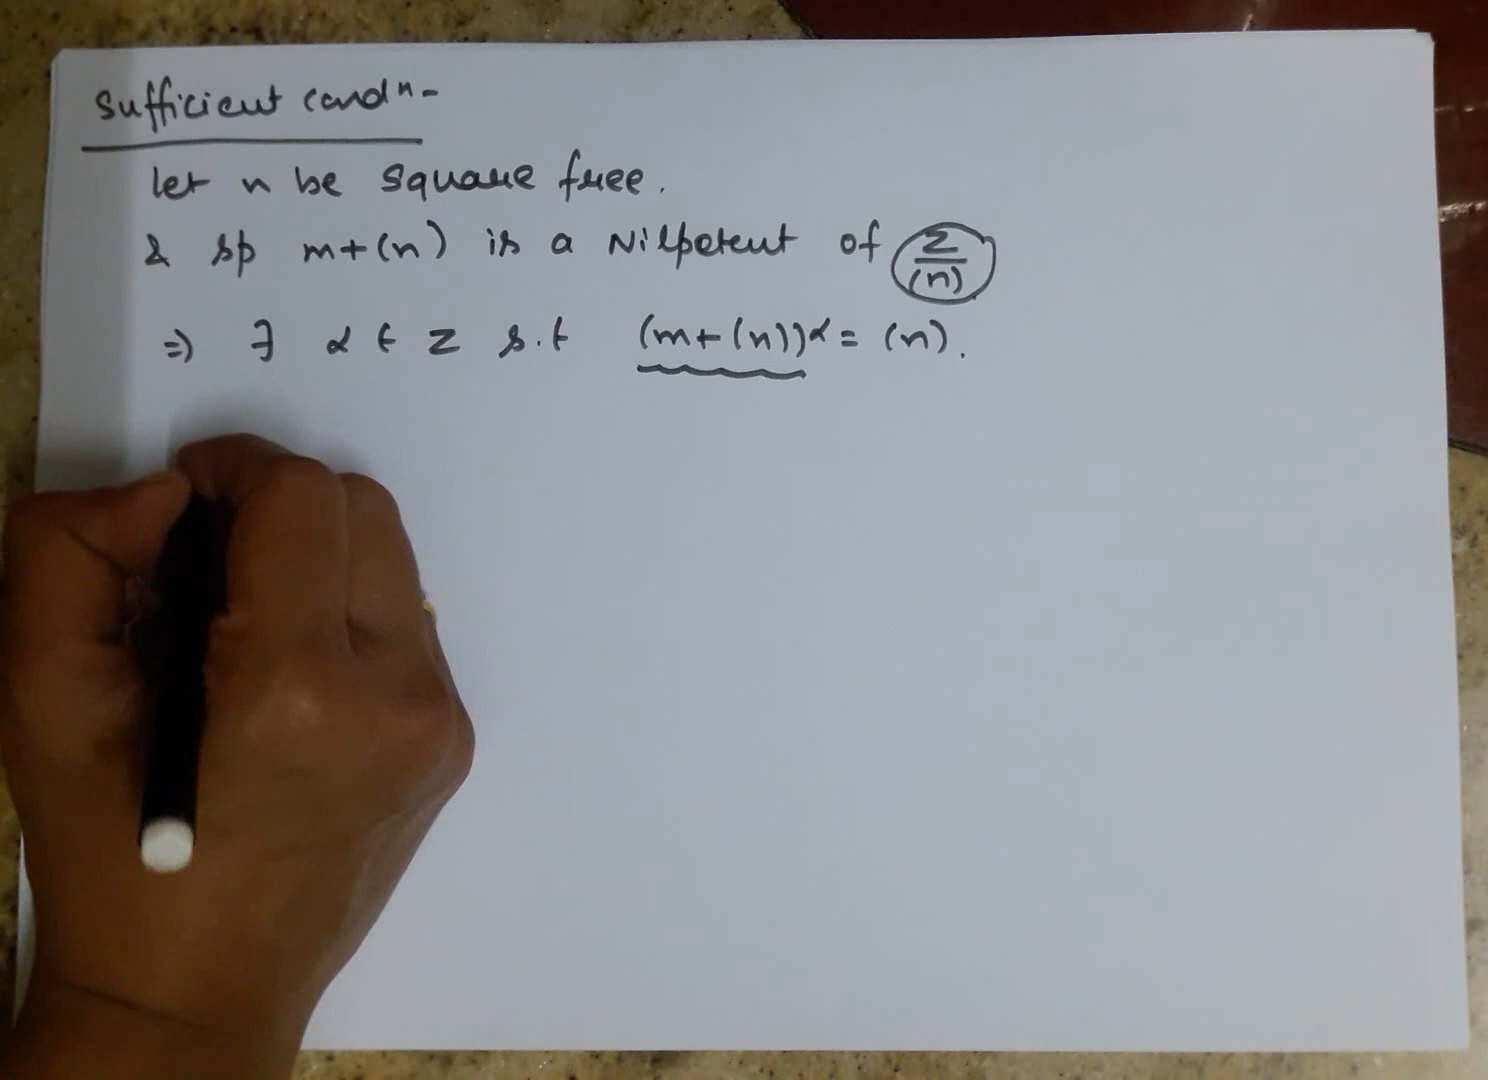 Sufficient condⁿ-
let n be square free.
& sp m+(n) is a Nilpotent of Z/(n)
⇒ ∃ α ∈ Z s.t (m+(n))α = (n).